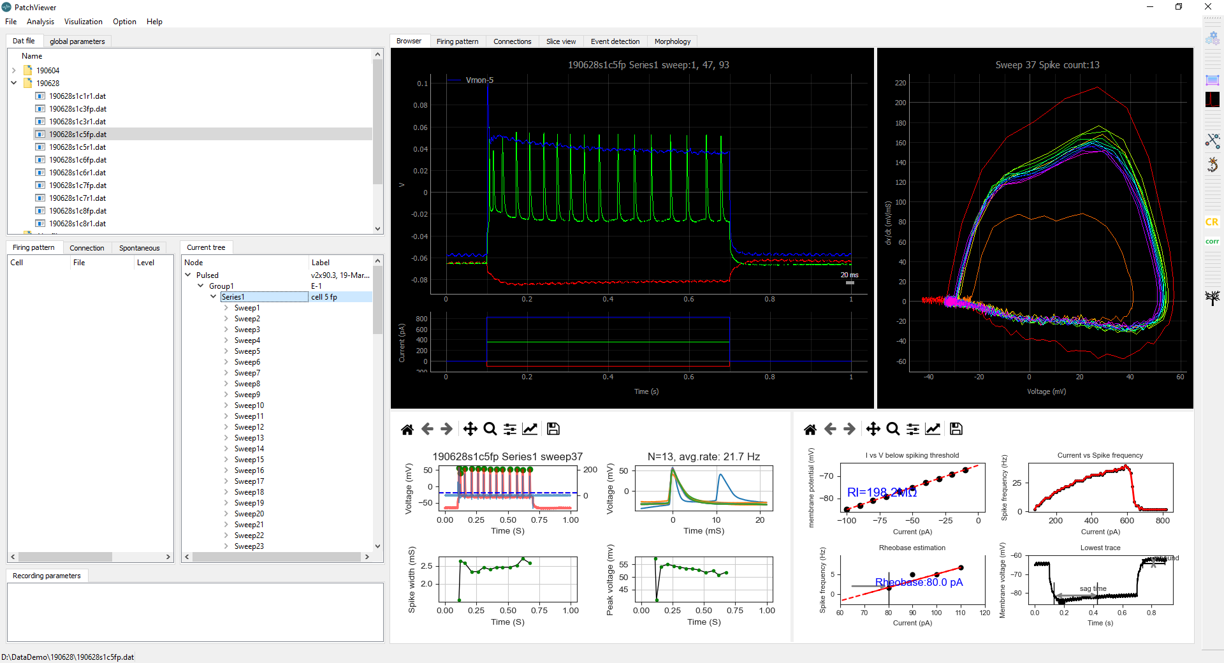 PatchViewer
File Analysis Visulization Option Help
Dat file global parameters
Name
190604
190628
190628s1c1r1.dat
190628s1c3fp.dat
190628s1c3r1.dat
190628s1c5fp.dat
190628s1c5r1.dat
190628s1c6fp.dat
190628s1c6r1.dat
190628s1c7fp.dat
190628s1c7r1.dat
190628s1c8fp.dat
190628s1c8r1.dat
Firing pattern Connection Spontaneous
Cell File Level
Current tree
Node Label
Pulsed v2x90.3, 19-Mar...
Group1 E-1
Series1 cell 5 fp
Sweep1
Sweep2
Sweep3
Sweep4
Sweep5
Sweep6
Sweep7
Sweep8
Sweep9
Sweep10
Sweep11
Sweep12
Sweep13
Sweep14
Sweep15
Sweep16
Sweep17
Sweep18
Sweep19
Sweep20
Sweep21
Sweep22
Sweep23
Recording parameters
D:\DataDemo\190628\190628s1c5fp.dat
Browser Firing pattern Connections Slice view Event detection Morphology
190628s1c5fp Series1 sweep:1, 47, 93
Vmon-5
0.1
0.08
0.06
0.04
0.02
0
-0.02
-0.04
-0.06
-0.08
V
20 ms
0 0.2 0.4 0.6 0.8 1
800
600
400
200
0
Current (pA)
0 0.2 0.4 0.6 0.8 1
Time (s)
Sweep 37 Spike count:13
220
200
180
160
140
120
100
80
60
40
20
0
-20
-40
-60
dv/dt (mV/mS)
-40 -20 0 20 40 60
Voltage (mV)
190628s1c5fp Series1 sweep37
Voltage (mV)
50
0
−50
200
0
0.00 0.25 0.50 0.75 1.00
Time (S)
N=13, avg.rate: 21.7 Hz
Voltage (mV)
50
0
0 10 20
Time (mS)
Spike width (mS)
2.5
2.0
0.00 0.25 0.50 0.75 1.00
Time (S)
Peak voltage (mv)
55
50
45
0.00 0.25 0.50 0.75 1.00
Time (S)
I vs V below spiking threshold
membrane potential (mV)
−70
−80
RI=198.2MΩ
−100 −75 −50 −25 0
Current (pA)
Current vs Spike frequency
Spike frequency (Hz)
25
0
200 400 600 800
Current (pA)
Rheobase estimation
Spike frequency (Hz)
5
0
Rheobase:80.0 pA
60 70 80 90 100 110 120
Current (pA)
Lowest trace
Membrane voltage (mV)
−60
−70
−80
sag time
0.0 0.2 0.4 0.6 0.8
Time (s)
CR
corr